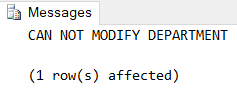 Messages
CAN NOT MODIFY DEPARTMENT
(1 row(s) affected)